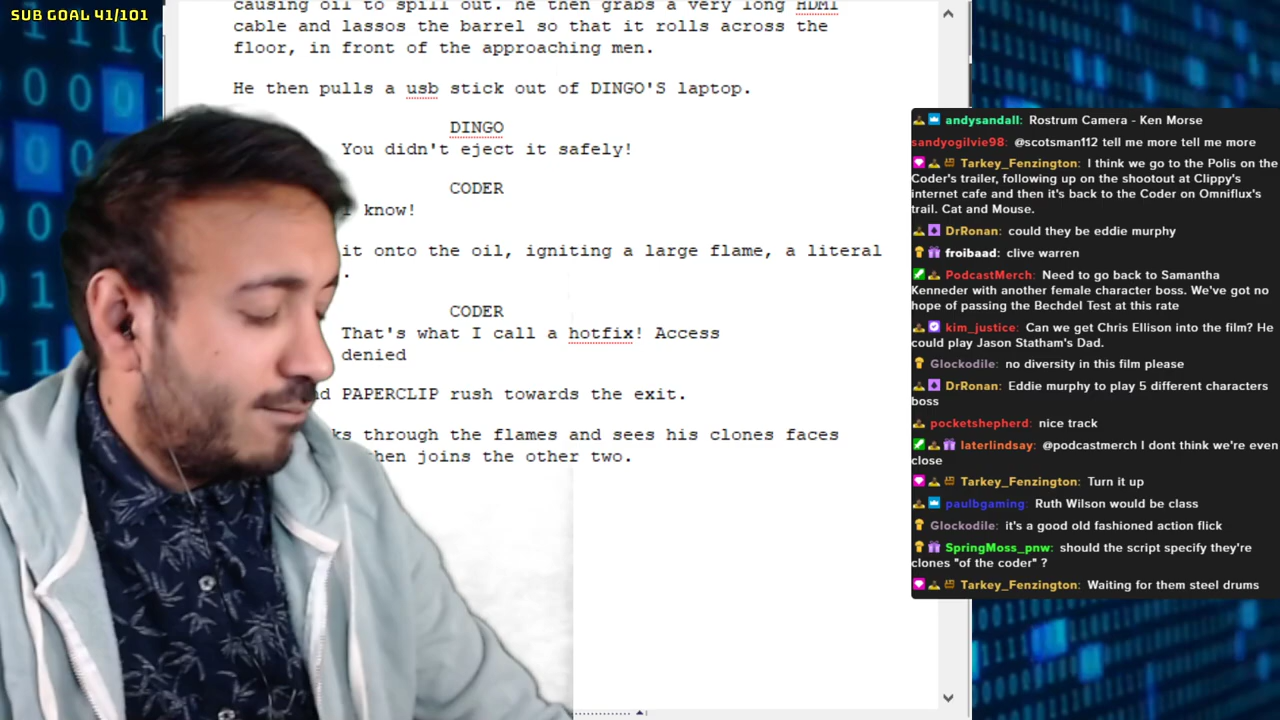 SUB GOAL 41/101
causing oil to spill out. He then grabs a very long HDMI
cable and lassos the barrel so that it rolls across the
floor, in front of the approaching men.
He then pulls a usb stick out of DINGO'S laptop.
DINGO
You didn't eject it safely!
CODER
know!
it onto the oil, igniting a large flame, a literal
.
CODER
That's what I call a hotfix! Access
denied
PAPERCLIP rush towards the exit.
through the flames and sees his clones faces
then joins the other two.
andysandall: Rostrum Camera - Ken Morse
sandyogilvie98: @scotsman112 tell me more tell me more
Tarkey_Fenzington: I think we go to the Polis on the
Coder's trailer, following up on the shootout at Clippy's
internet cafe and then it's back to the Coder on Omniflux's
trail. Cat and Mouse.
DrRonan: could they be eddie murphy
froibaad: clive warren
PodcastMerch: Need to go back to Samantha
Kenneder with another female character boss. We've got no
hope of passing the Bechdel Test at this rate
kim_justice: Can we get Chris Ellison into the film? He
could play Jason Statham's Dad.
Glockodile: no diversity in this film please
DrRonan: Eddie murphy to play 5 different characters
boss
pocketshepherd: nice track
laterlindsay: @podcastmerch I dont think we're even
close
Tarkey_Fenzington: Turn it up
paulbgaming: Ruth Wilson would be class
Glockodile: it's a good old fashioned action flick
SpringMoss_pnw: should the script specify they're
clones "of the coder" ?
Tarkey_Fenzington: Waiting for them steel drums